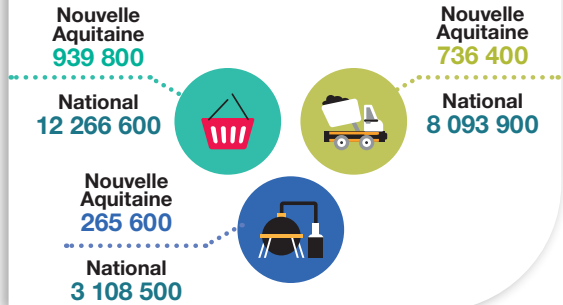 Nouvelle
Aquitaine
939 800
National
12 266 600
Nouvelle
Aquitaine
736 400
National
8 093 900
Nouvelle
Aquitaine
265 600
National
3 108 500